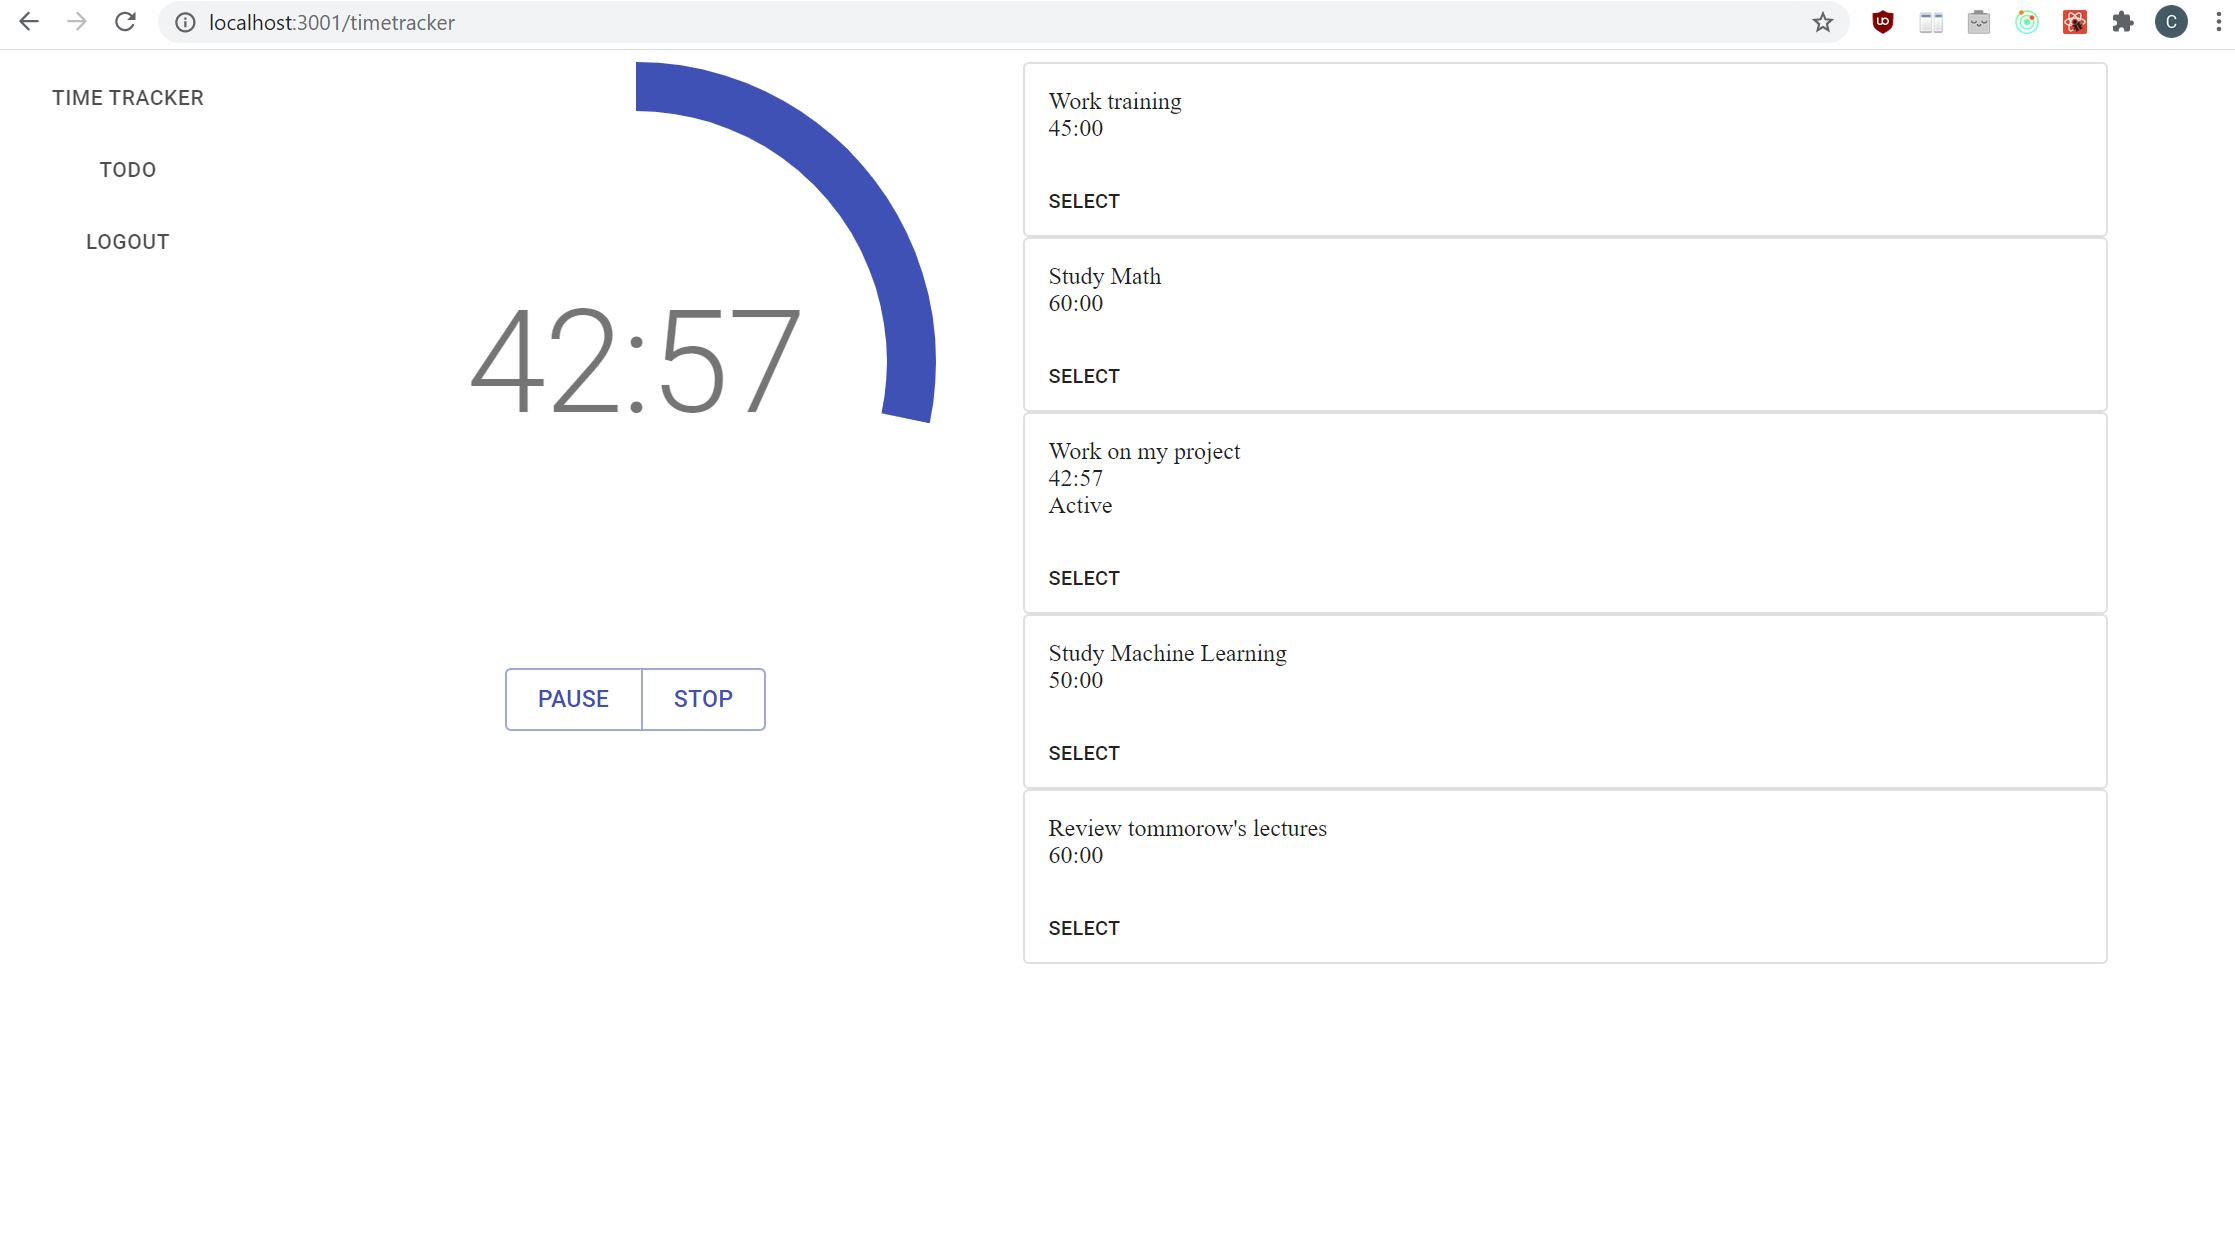 localhost:3001/timetracker
C
TIME TRACKER
TODO
LOGOUT
42:57
PAUSE
STOP
Work training
45:00
SELECT
Study Math
60:00
SELECT
Work on my project
42:57
Active
SELECT
Study Machine Learning
50:00
SELECT
Review tommorow's lectures
60:00
SELECT